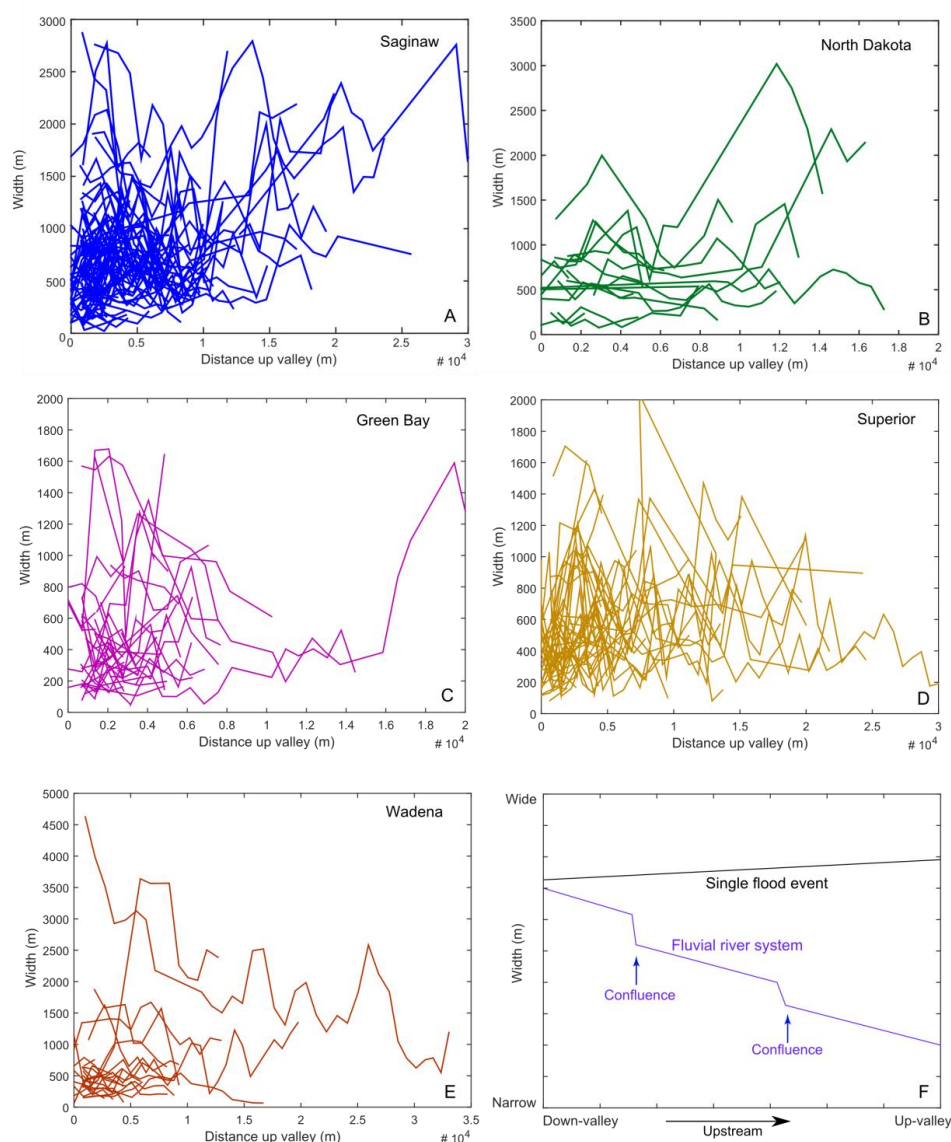 Saginaw
3000
2500
2000
1500
1000
500
0
Width (m)
0 0.5 1 1.5 2 2.5 3
Distance up valley (m)
# 10^4
A
North Dakota
3500
3000
2500
2000
1500
1000
500
0
Width (m)
0 0.2 0.4 0.6 0.8 1 1.2 1.4 1.6 1.8 2
Distance up valley (m)
# 10^4
B
Green Bay
2000
1800
1600
1400
1200
1000
800
600
400
200
0
Width (m)
0 0.2 0.4 0.6 0.8 1 1.2 1.4 1.6 1.8 2
Distance up valley (m)
# 10^4
C
Superior
2000
1800
1600
1400
1200
1000
800
600
400
200
0
Width (m)
0 0.5 1 1.5 2 2.5 3
Distance up valley (m)
# 10^4
D
Wadena
5000
4500
4000
3500
3000
2500
2000
1500
1000
500
0
Width (m)
0 0.5 1 1.5 2 2.5 3 3.5
Distance up valley (m)
# 10^4
E
Wide
Single flood event
Fluvial river system
Width (m)
Confluence
Confluence
F
Narrow
Down-valley Up-valley
Upstream